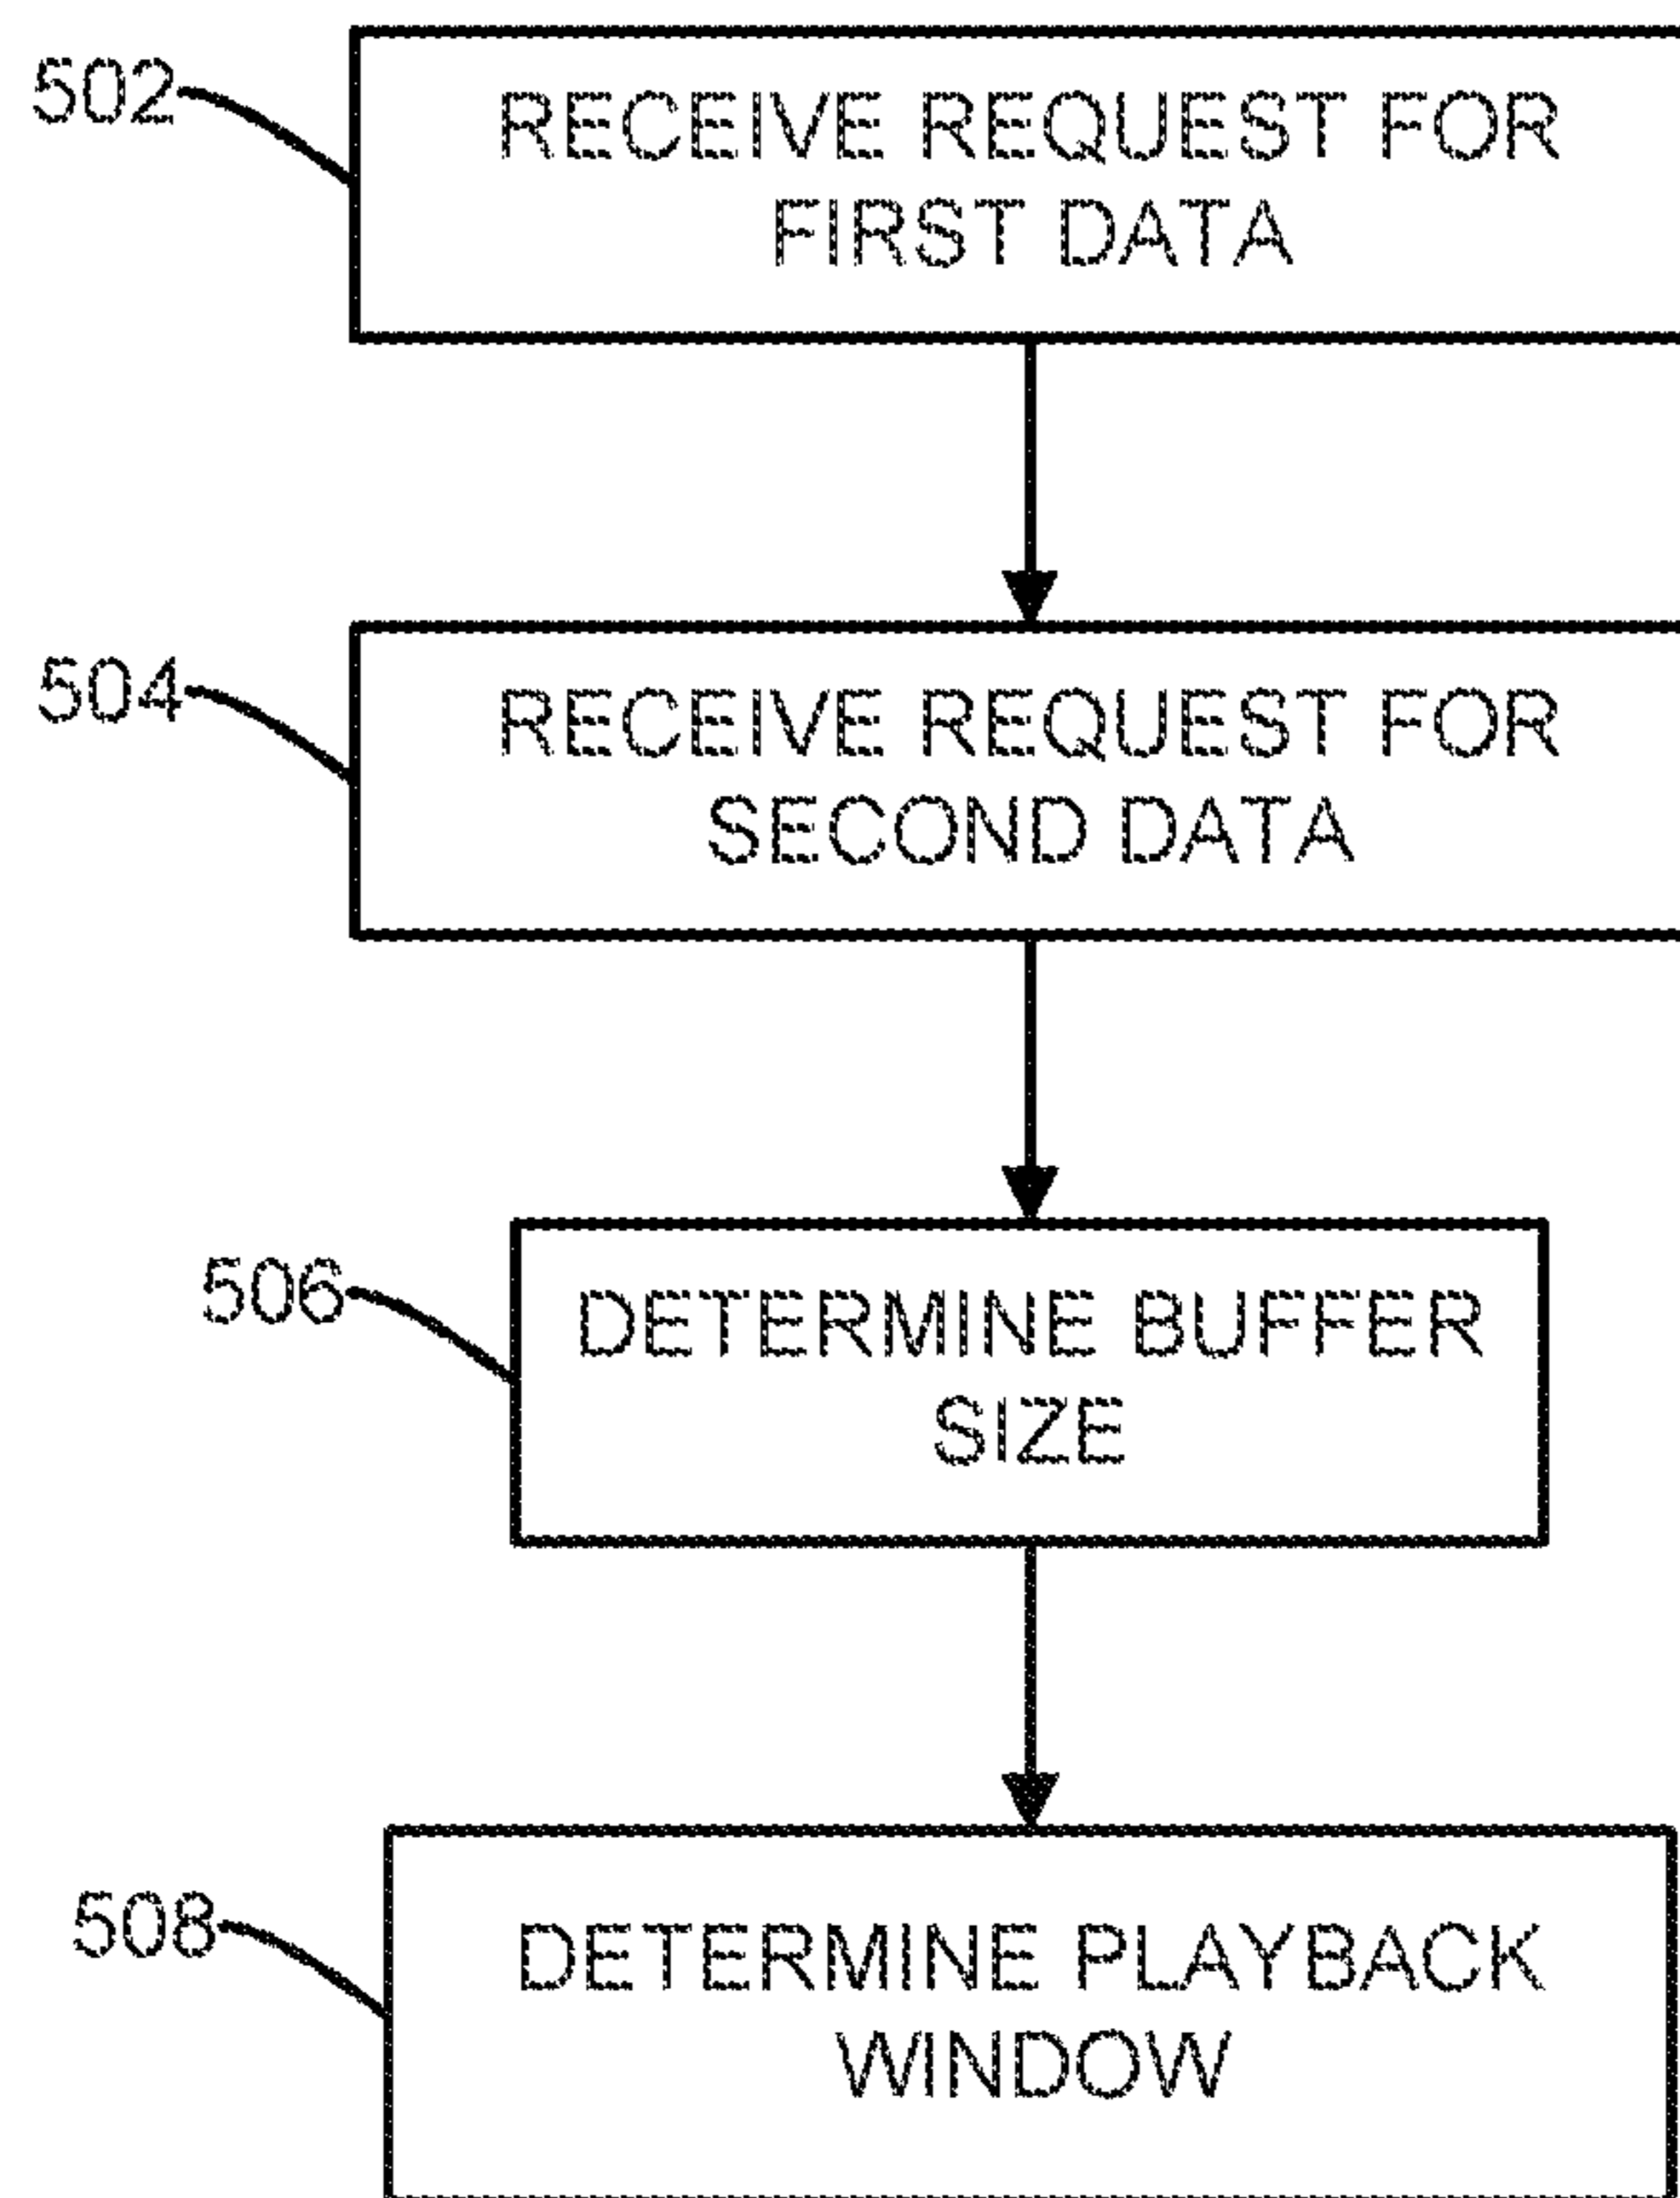 502
RECEIVE REQUEST FOR
FIRST DATA
504
RECEIVE REQUEST FOR
SECOND DATA
506
DETERMINE BUFFER
SIZE
508
DETERMINE PLAYBACK
WINDOW